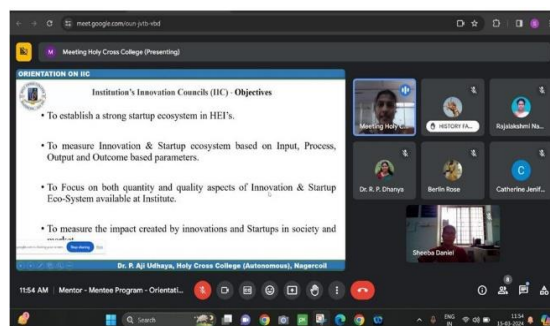 meet.google.com/oun-jvtb-vbd
Meeting Holy Cross College (Presenting)
ORIENTATION ON IIC
Institution's Innovation Councils (IIC) - Objectives
• To establish a strong startup ecosystem in HEI's.
• To measure Innovation & Startup ecosystem based on Input, Process,
Output and Outcome based parameters.
• To Focus on both quantity and quality aspects of Innovation & Startup
Eco-System available at Institute.
• To measure the impact created by innovations and Startups in society and
Stop sharing
Dr. P. Aji Udhaya, Holy Cross College (Autonomous), Nagercoil
Meeting Holy C...
HISTORY FA...
Rajalakshmi Na...
Dr. R. P. Dhanya
Berlin Rose
Catherine Jenif...
Sheeba Daniel
11:54 AM | Mentor - Mentee Program - Orientati...
8
Search
ENG
IN
11:54
15-03-2024